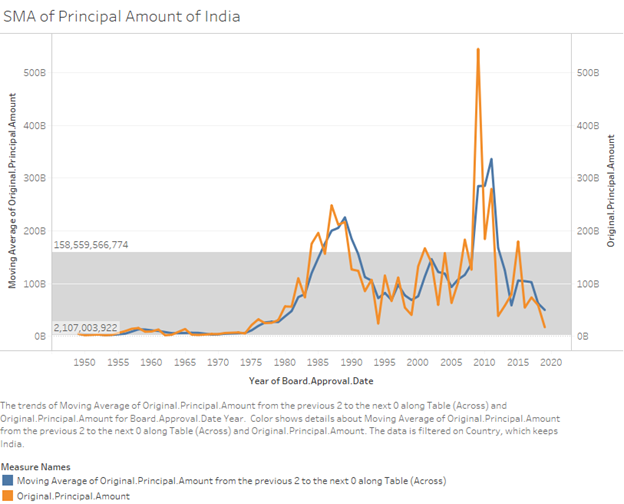 SMA of Principal Amount of India
Moving Average of Original.Principal.Amount
Original.Principal.Amount
500B
400B
300B
200B
100B
0B
500B
400B
300B
200B
100B
0B
158,559,566,774
2,107,003,922
1950 1955 1960 1965 1970 1975 1980 1985 1990 1995 2000 2005 2010 2015 2020
Year of Board.Approval.Date
The trends of Moving Average of Original.Principal.Amount from the previous 2 to the next 0 along Table (Across) and
Original.Principal.Amount for Board.Approval.Date Year. Color shows details about Moving Average of Original.Principal.Amount
from the previous 2 to the next 0 along Table (Across) and Original.Principal.Amount. The data is filtered on Country, which keeps
India.
Measure Names
Moving Average of Original.Principal.Amount from the previous 2 to the next 0 along Table (Across)
Original.Principal.Amount